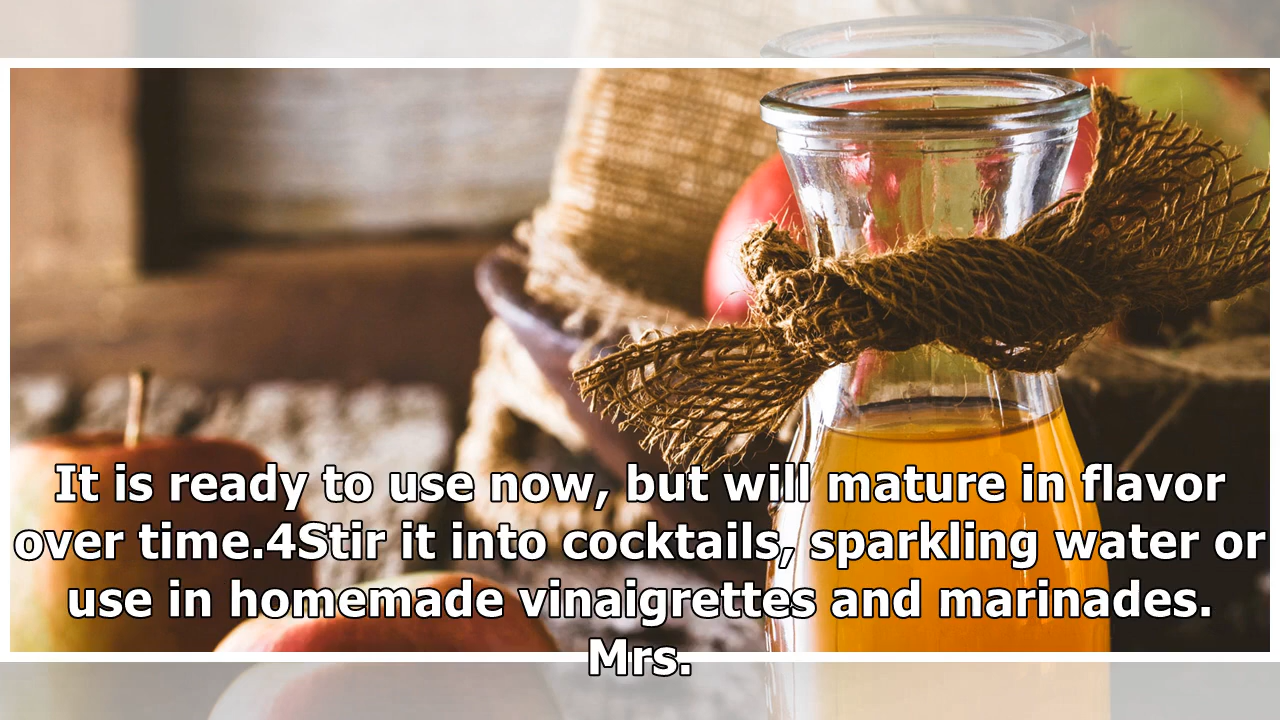 It is ready to use now, but will mature in flavor
over time.4Stir it into cocktails, sparkling water or
use in homemade vinaigrettes and marinades.
Mrs.